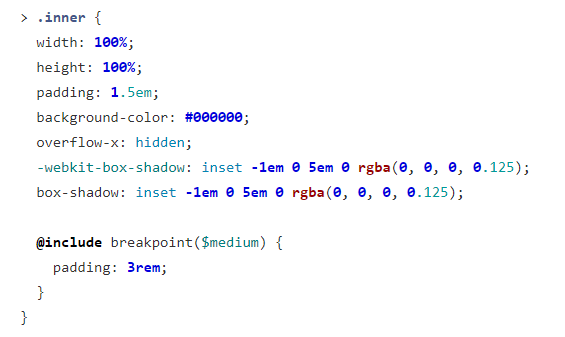 > .inner {
width: 100%;
height: 100%;
padding: 1.5em;
background-color: #000000;
overflow-x: hidden;
-webkit-box-shadow: inset -1em 0 5em 0 rgba(0, 0, 0, 0.125);
box-shadow: inset -1em 0 5em 0 rgba(0, 0, 0, 0.125);
@include breakpoint($medium) {
padding: 3rem;
}
}